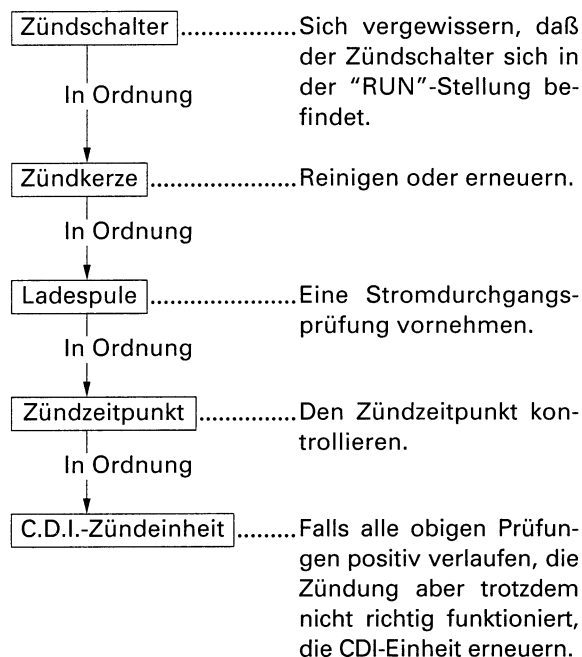 Zündschalter..................Sich vergewissern, daß
der Zündschalter sich in
In Ordnung der "RUN"-Stellung be-
findet.
Zündkerze.......................Reinigen oder erneuern.
In Ordnung
Ladespule.......................Eine Stromdurchgangs-
prüfung vornehmen.
In Ordnung
Zündzeitpunkt...............Den Zündzeitpunkt kon-
trollieren.
In Ordnung
C.D.I.-Zündeinheit.........Falls alle obigen Prüfun-
gen positiv verlaufen, die
Zündung aber trotzdem
nicht richtig funktioniert,
die CDI-Einheit erneuern.